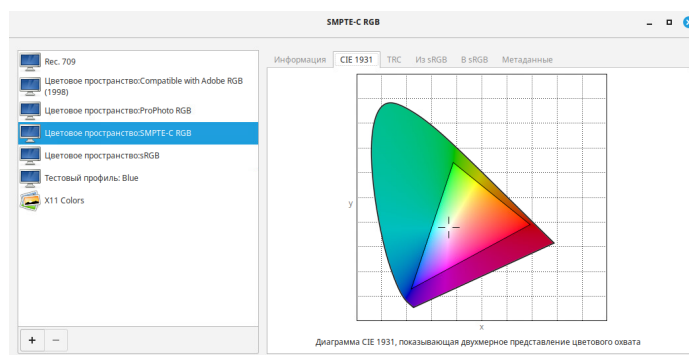 SMPTE-C RGB
Rec. 709
Цветовое пространство:Compatible with Adobe RGB
(1998)
Цветовое пространство:ProPhoto RGB
Цветовое пространство:SMPTE-C RGB
Цветовое пространство:sRGB
Тестовый профиль: Blue
X11 Colors
Информация CIE 1931 TRC Из sRGB В sRGB Метаданные
y
x
Диаграмма CIE 1931, показывающая двухмерное представление цветового охвата